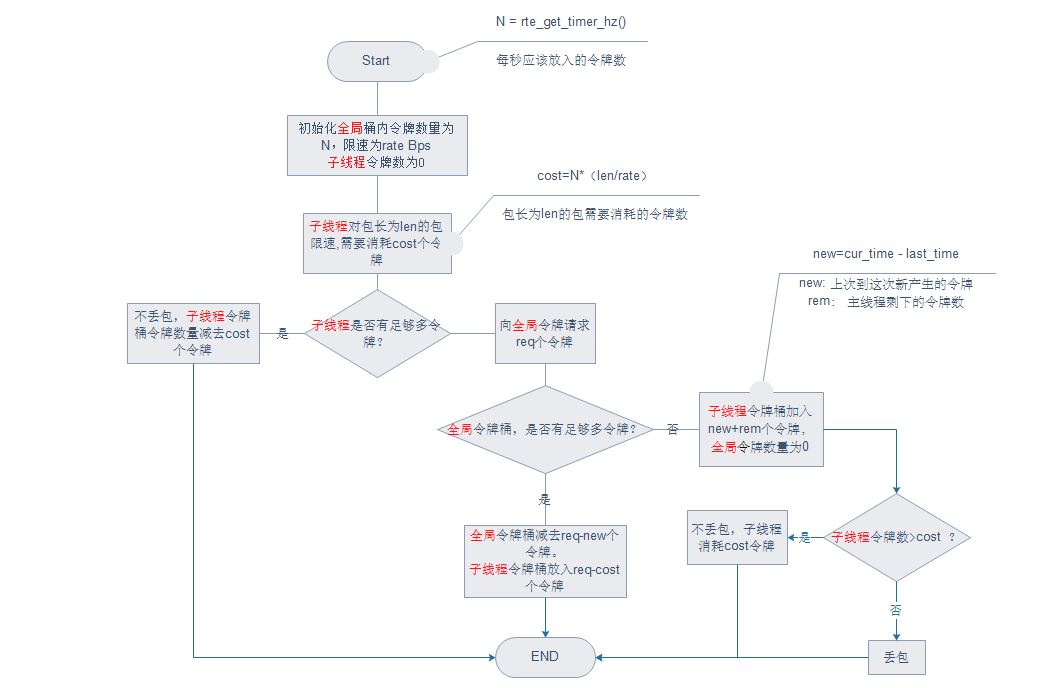 N = rte_get_timer_hz()
Start
每秒应该放入的令牌数
初始化全局桶内令牌数量为
N，限速为rate Bps
子线程令牌数为0
cost=N*（len/rate）
包长为len的包需要消耗的令牌数
子线程对包长为len的包
限速,需要消耗cost个令
牌
new=cur_time - last_time
new: 上次到这次新产生的令牌
rem： 主线程剩下的令牌数
不丢包，子线程令牌
桶令牌数量减去cost
个令牌
是
子线程是否有足够多令
牌？
向全局令牌请求
req个令牌
全局令牌桶，是否有足够多令牌？
否
子线程令牌桶加入
new+rem个令牌，
全局令牌数量为0
是
全局令牌桶减去req-new个
令牌。
子线程令牌桶放入req-cost
个令牌
不丢包，子线程
消耗cost令牌
是
子线程令牌数>cost ？
否
END
丢包